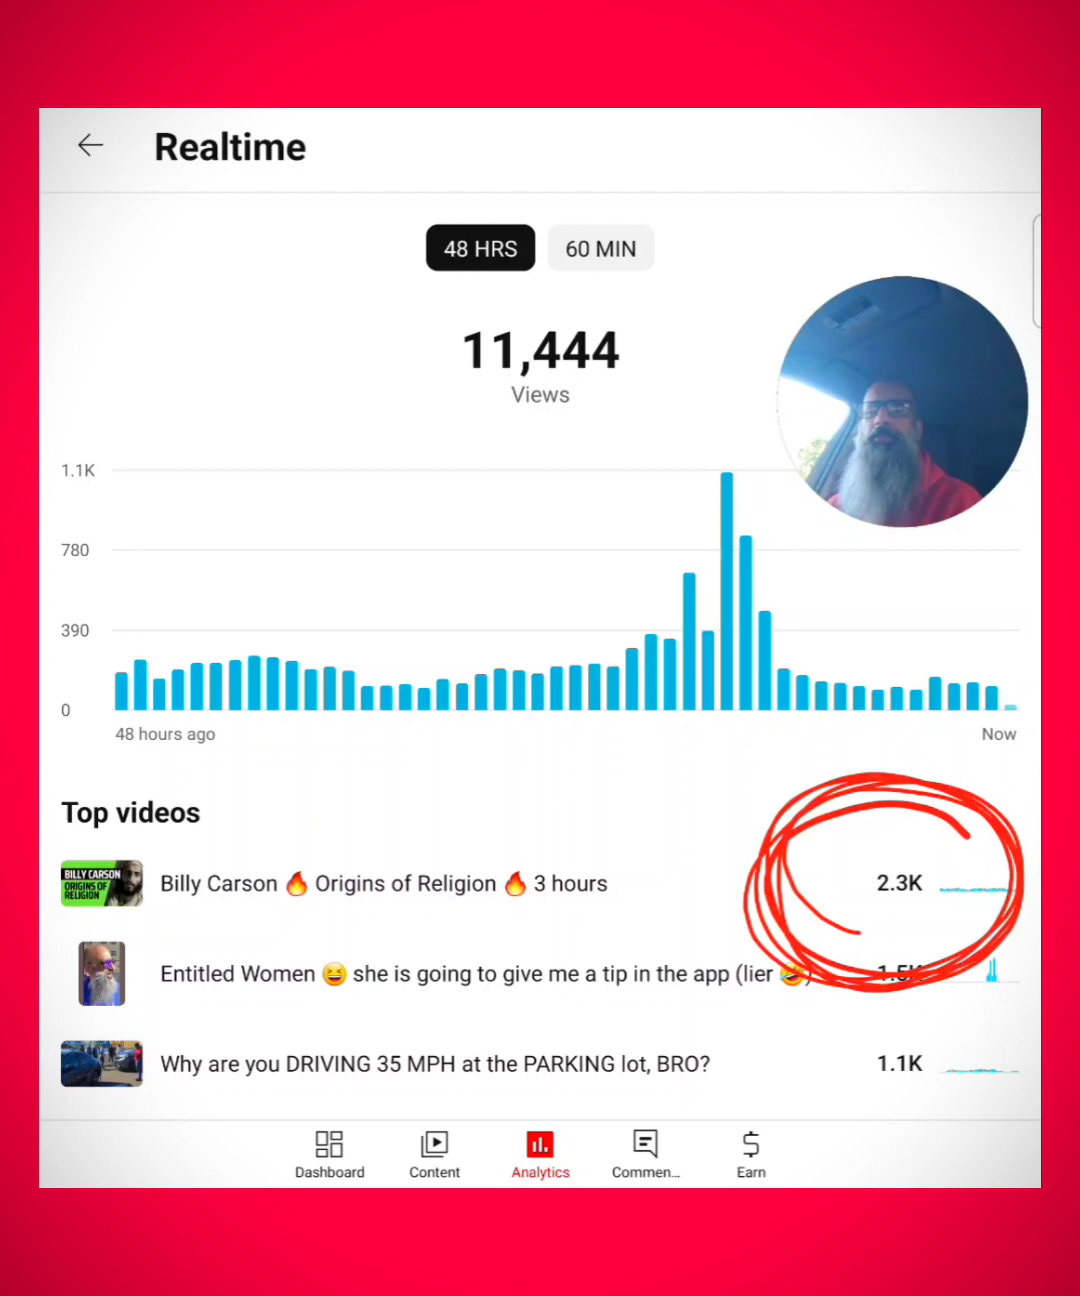 Realtime
48 HRS 60 MIN
11,444
Views
1.1K
780
390
0
48 hours ago Now
Top videos
BILLY CARSON
ORIGINS OF
RELIGION
Billy Carson 🔥 Origins of Religion 🔥 3 hours 2.3K
Entitled Women 😆 she is going to give me a tip in the app (lier 🤣) 1.5K
Why are you DRIVING 35 MPH at the PARKING lot, BRO? 1.1K
Dashboard Content Analytics Commen... Earn